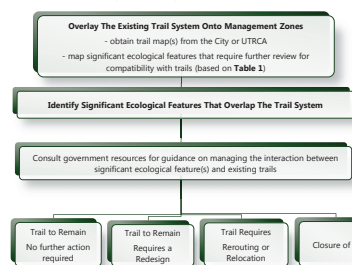 Overlay The Existing Trail System Onto Management Zones
- obtain trail map(s) from the City or UTRCA
- map significant ecological features that require further review for
compatibility with trails (based on Table 1)
Identify Significant Ecological Features That Overlap The Trail System
Consult government resources for guidance on managing the interaction between
significant ecological feature(s) and existing trails
Trail to Remain
No further action
required
Trail to Remain
Requires a
Redesign
Trail Requires
Rerouting or
Relocation
Closure of